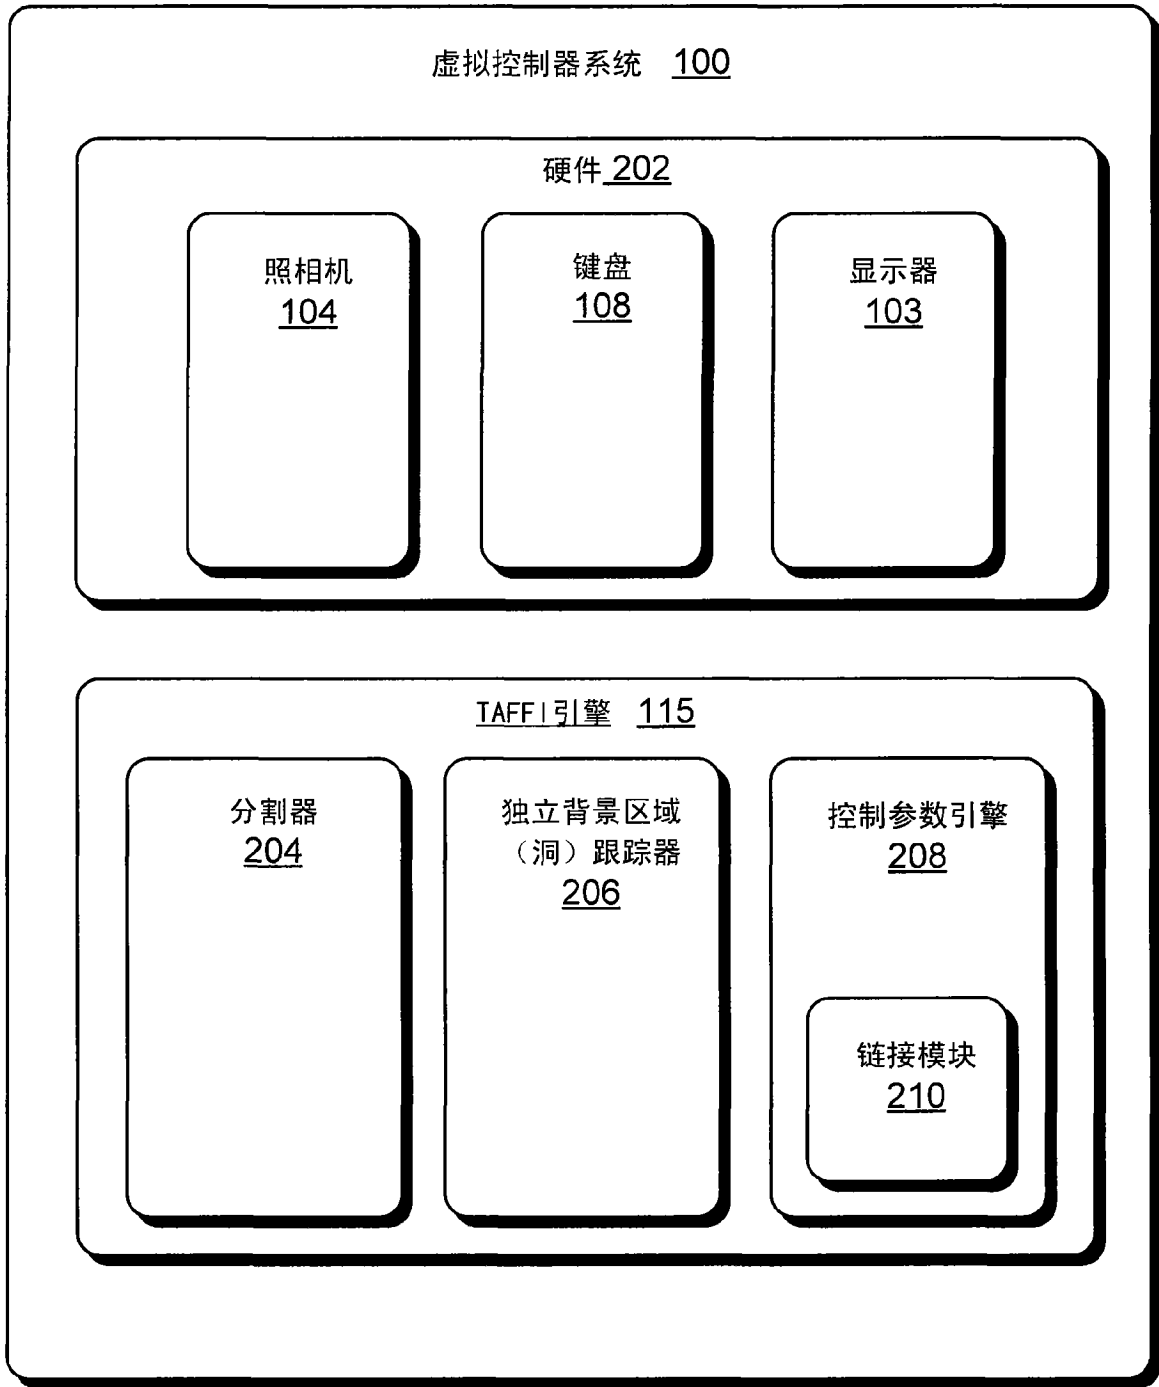 虚拟控制器系统 100
硬件 202
照相机
104
键盘
108
显示器
103
TAFFI引擎 115
分割器
204
独立背景区域
（洞）跟踪器
206
控制参数引擎
208
链接模块
210